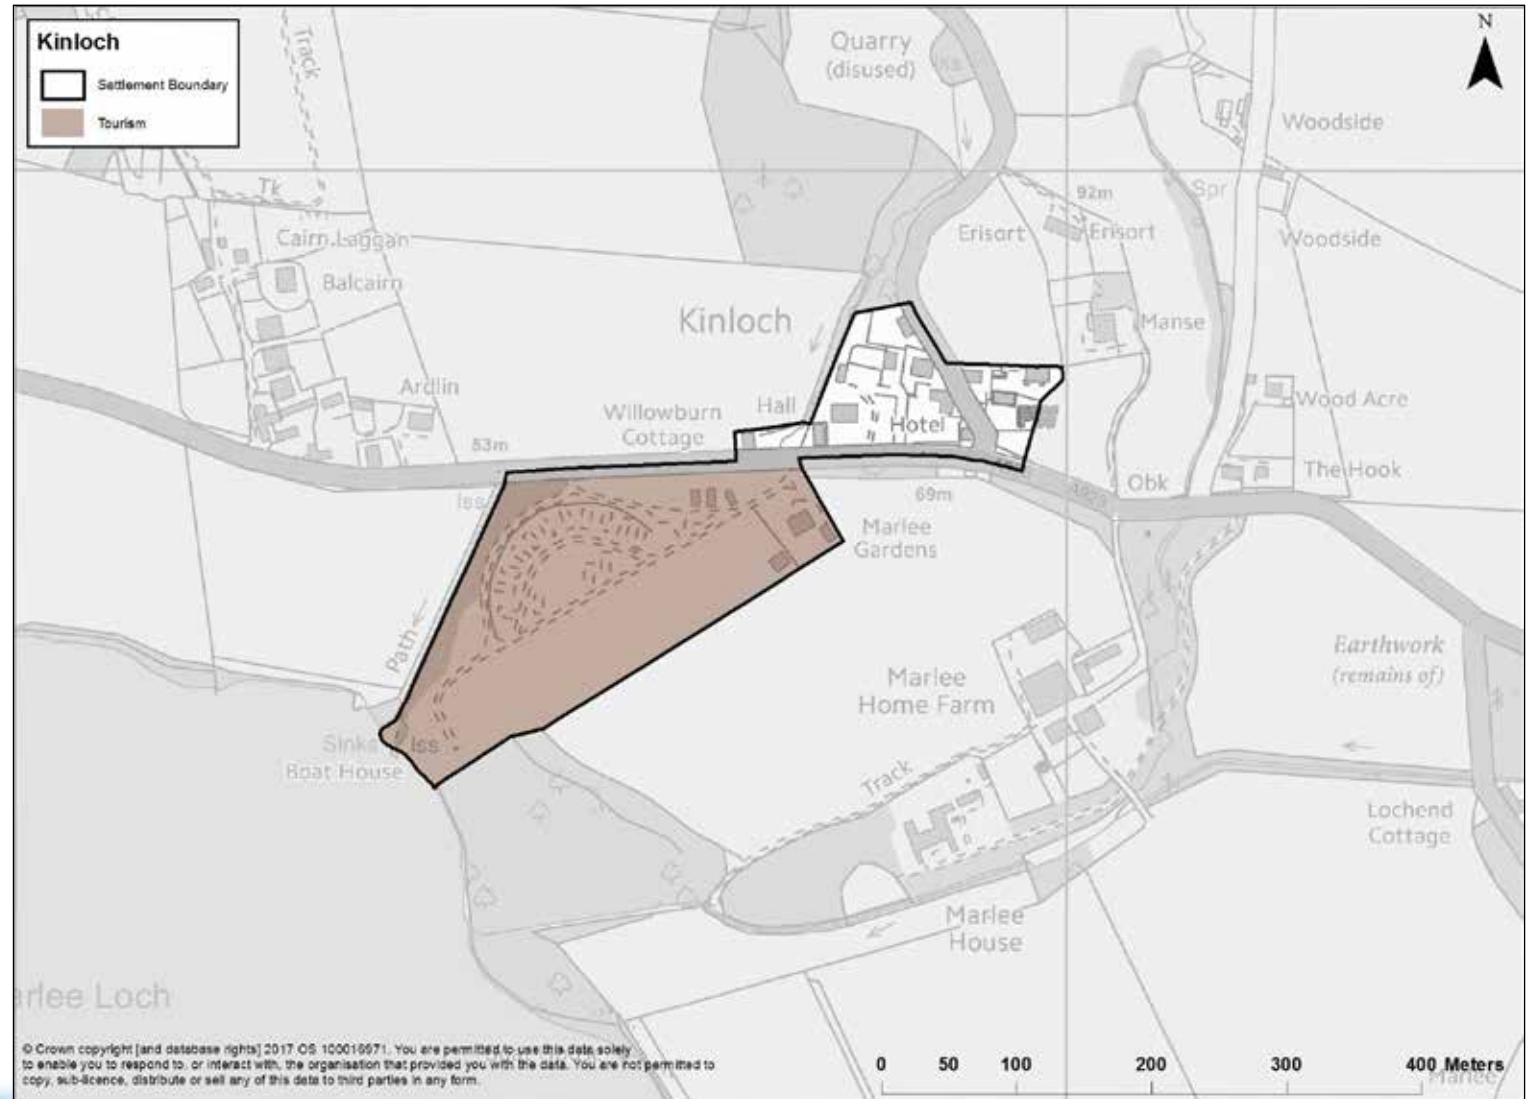 Kinloch
Settlement Boundary
Tourism
N
Track
Quarry
(disused)
Woodside
Tk
92m
Spr
Cairn Laggan
Erisort
Erisort
Woodside
Balcairn
Kinloch
Manse
Ardlin
Willowburn
Cottage
Hall
Hotel
Wood Acre
53m
The Hook
Iss
69m
Obk
Marlee
Gardens
Path
Earthwork
(remains of)
Marlee
Home Farm
Sinks
Iss
Boat House
Track
Lochend
Cottage
Marlee
House
arlee Loch
© Crown copyright [and database rights] 2017 OS 100016971. You are permitted to use this data solely
to enable you to respond to, or interact with, the organisation that provided you with the data. You are not permitted to
copy, sub-licence, distribute or sell any of this data to third parties in any form.
0 50 100 200 300 400 Meters
Marlee